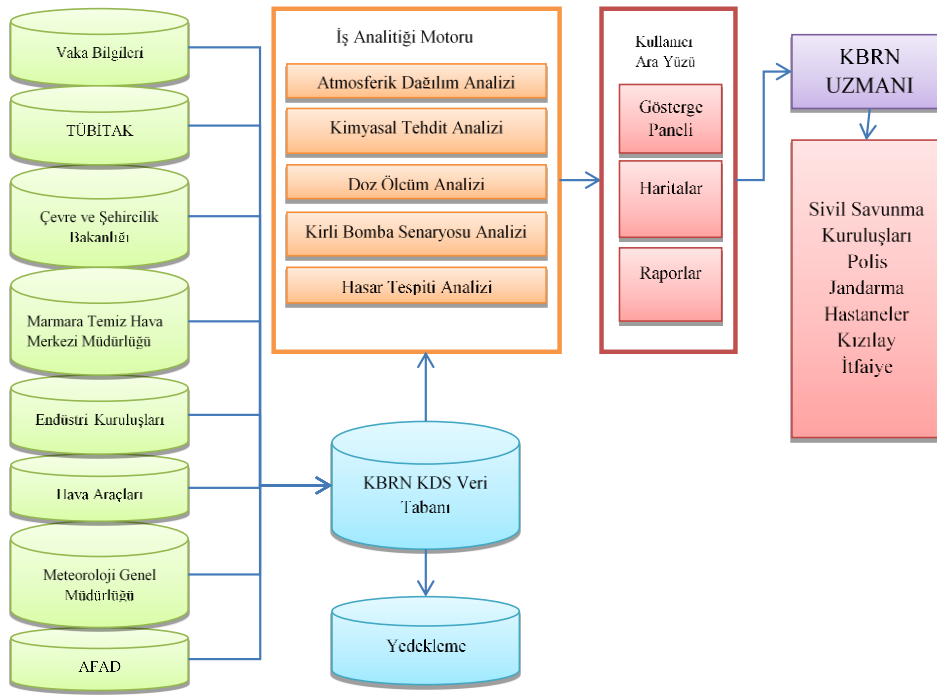 Vaka Bilgileri
TÜBİTAK
Çevre ve Şehircilik
Bakanlığı
Marmara Temiz Hava
Merkezi Müdürlüğü
Endüstri Kuruluşları
Hava Araçları
Meteoroloji Genel
Müdürlüğü
AFAD
İş Analitiği Motoru
Atmosferik Dağılım Analizi
Kimyasal Tehdit Analizi
Doz Ölçüm Analizi
Kirli Bomba Senaryosu Analizi
Hasar Tespiti Analizi
KBRN KDS Veri
Tabanı
Yedekleme
Kullanıcı
Ara Yüzü
Gösterge
Paneli
Haritalar
Raporlar
KBRN
UZMANI
Sivil Savunma
Kuruluşları
Polis
Jandarma
Hastaneler
Kızılay
İtfaiye